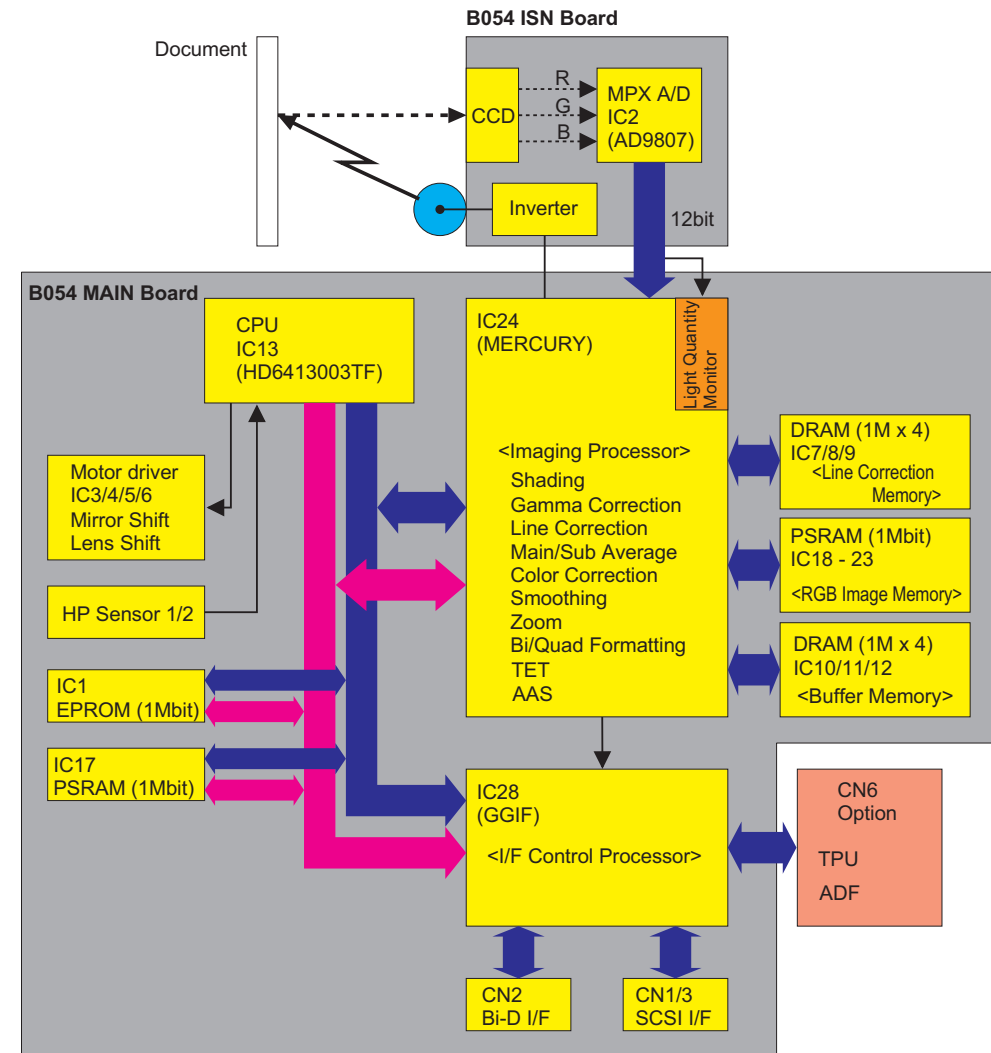 B054 ISN Board
Document
CCD
R
G
B
MPX A/D
IC2
(AD9807)
Inverter
12bit
B054 MAIN Board
CPU
IC13
(HD6413003TF)
IC24
(MERCURY)
Light Quantity
Monitor
<Imaging Processor>
Shading
Gamma Correction
Line Correction
Main/Sub Average
Color Correction
Smoothing
Zoom
Bi/Quad Formatting
TET
AAS
DRAM (1M x 4)
IC7/8/9
<Line Correction
Memory>
PSRAM (1Mbit)
IC18 - 23
<RGB Image Memory>
DRAM (1M x 4)
IC10/11/12
<Buffer Memory>
Motor driver
IC3/4/5/6
Mirror Shift
Lens Shift
HP Sensor 1/2
IC1
EPROM (1Mbit)
IC17
PSRAM (1Mbit)
IC28
(GGIF)
<I/F Control Processor>
CN6
Option
TPU
ADF
CN2
Bi-D I/F
CN1/3
SCSI I/F